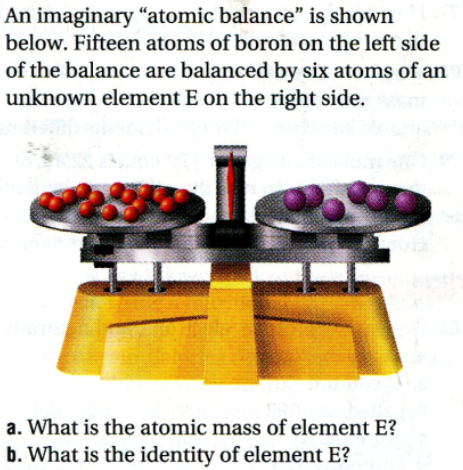 An imaginary “atomic balance” is shown
below. Fifteen atoms of boron on the left side
of the balance are balanced by six atoms of an
unknown element E on the right side.
a. What is the atomic mass of element E?
b. What is the identity of element E?